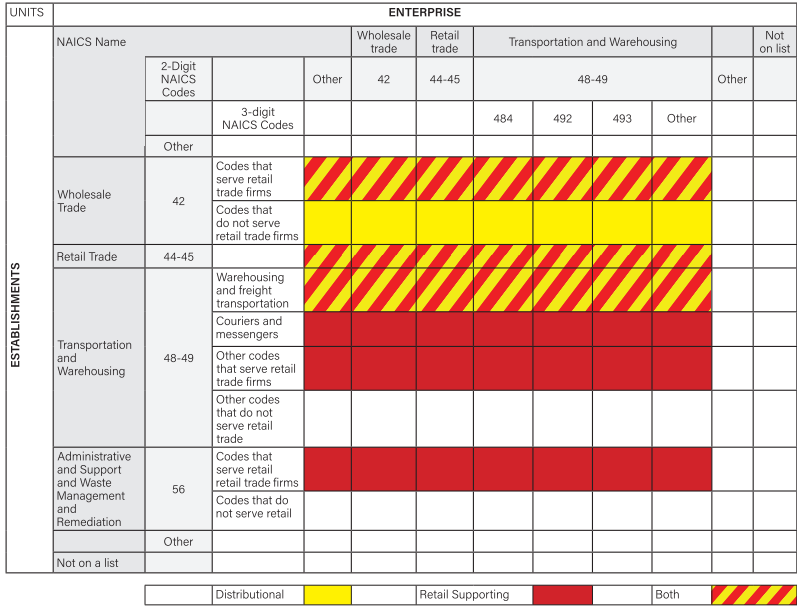 UNITS
ENTERPRISE
NAICS Name
Wholesale
trade
Retail
trade
Transportation and Warehousing
Not
on list
2-Digit
NAICS
Codes
Other
42
44-45
48-49
Other
3-digit
NAICS Codes
484
492
493
Other
Other
ESTABLISHMENTS
Wholesale
Trade
42
Codes that
serve retail
trade firms
Codes that
do not serve
retail trade firms
Retail Trade
44-45
Transportation
and
Warehousing
48-49
Warehousing
and freight
transportation
Couriers and
messengers
Other codes
that serve retail
trade firms
Other codes
that do not
serve retail
trade
Administrative
and Support
and Waste
Management
and
Remediation
56
Codes that
serve retail
retail trade firms
Codes that do
not serve retail
Other
Not on a list
Distributional
Retail Supporting
Both